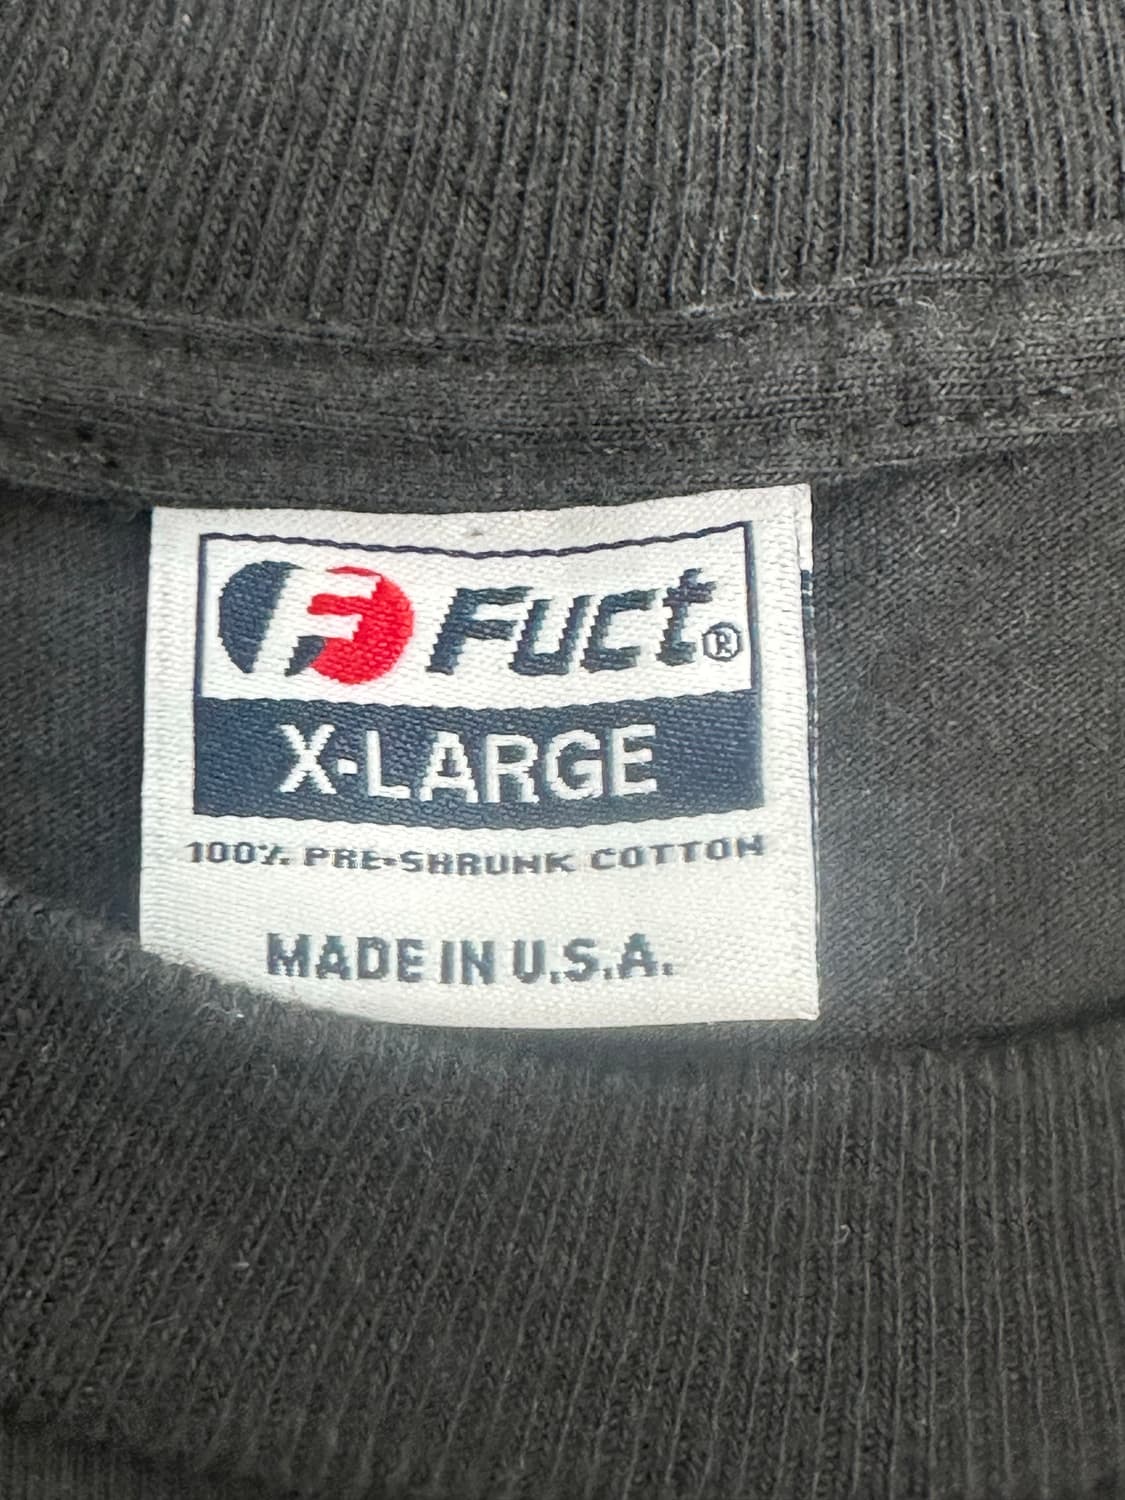 F Fuct ®
X-LARGE
100% PRE-SHRUNK COTTON
MADE IN U.S.A.